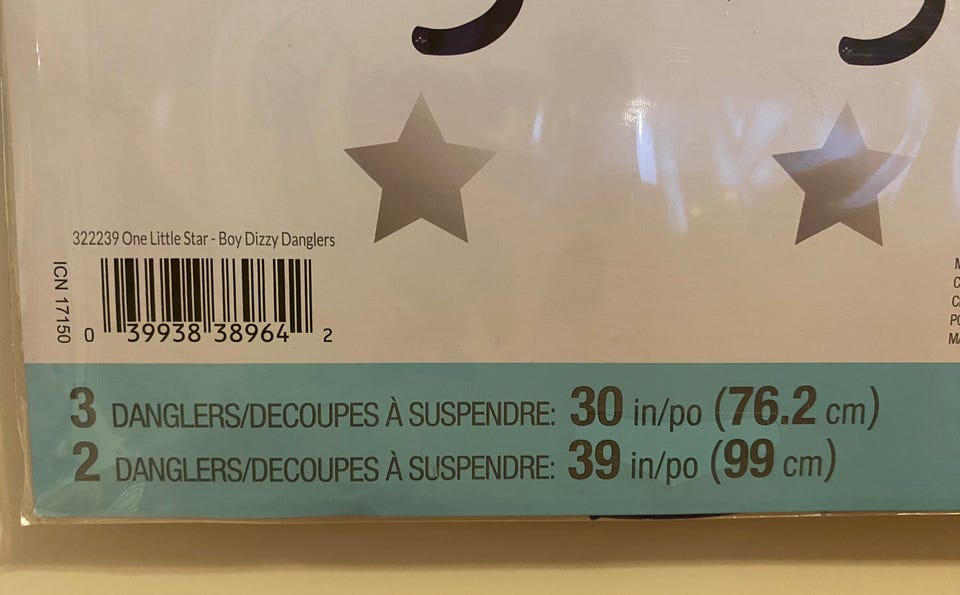 322239 One Little Star - Boy Dizzy Danglers
ICN 17150
0 39938 38964 2
3 DANGLERS/DECOUPES À SUSPENDRE: 30 in/po (76.2 cm)
2 DANGLERS/DECOUPES À SUSPENDRE: 39 in/po (99 cm)